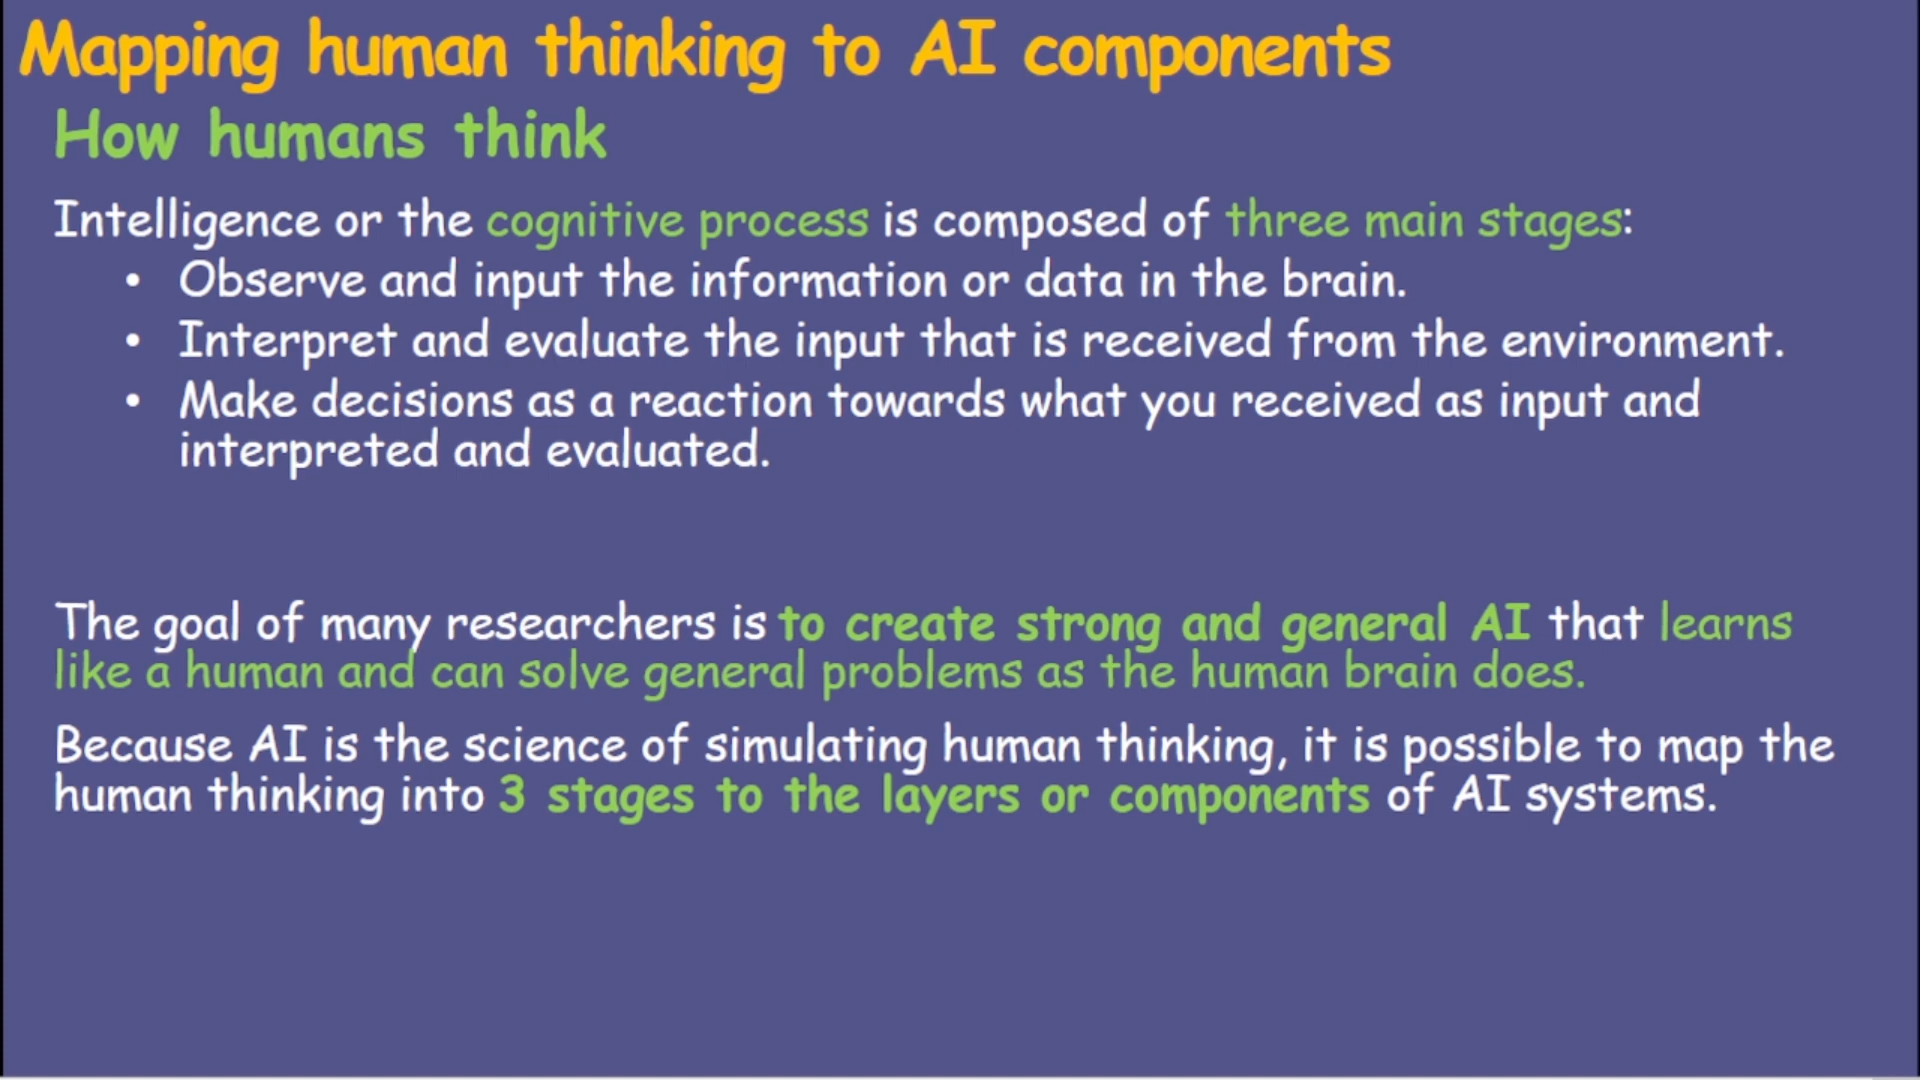 Mapping human thinking to AI components
How humans think
Intelligence or the cognitive process is composed of three main stages:
• Observe and input the information or data in the brain.
• Interpret and evaluate the input that is received from the environment.
• Make decisions as a reaction towards what you received as input and
interpreted and evaluated.
The goal of many researchers is to create strong and general AI that learns
like a human and can solve general problems as the human brain does.
Because AI is the science of simulating human thinking, it is possible to map the
human thinking into 3 stages to the layers or components of AI systems.